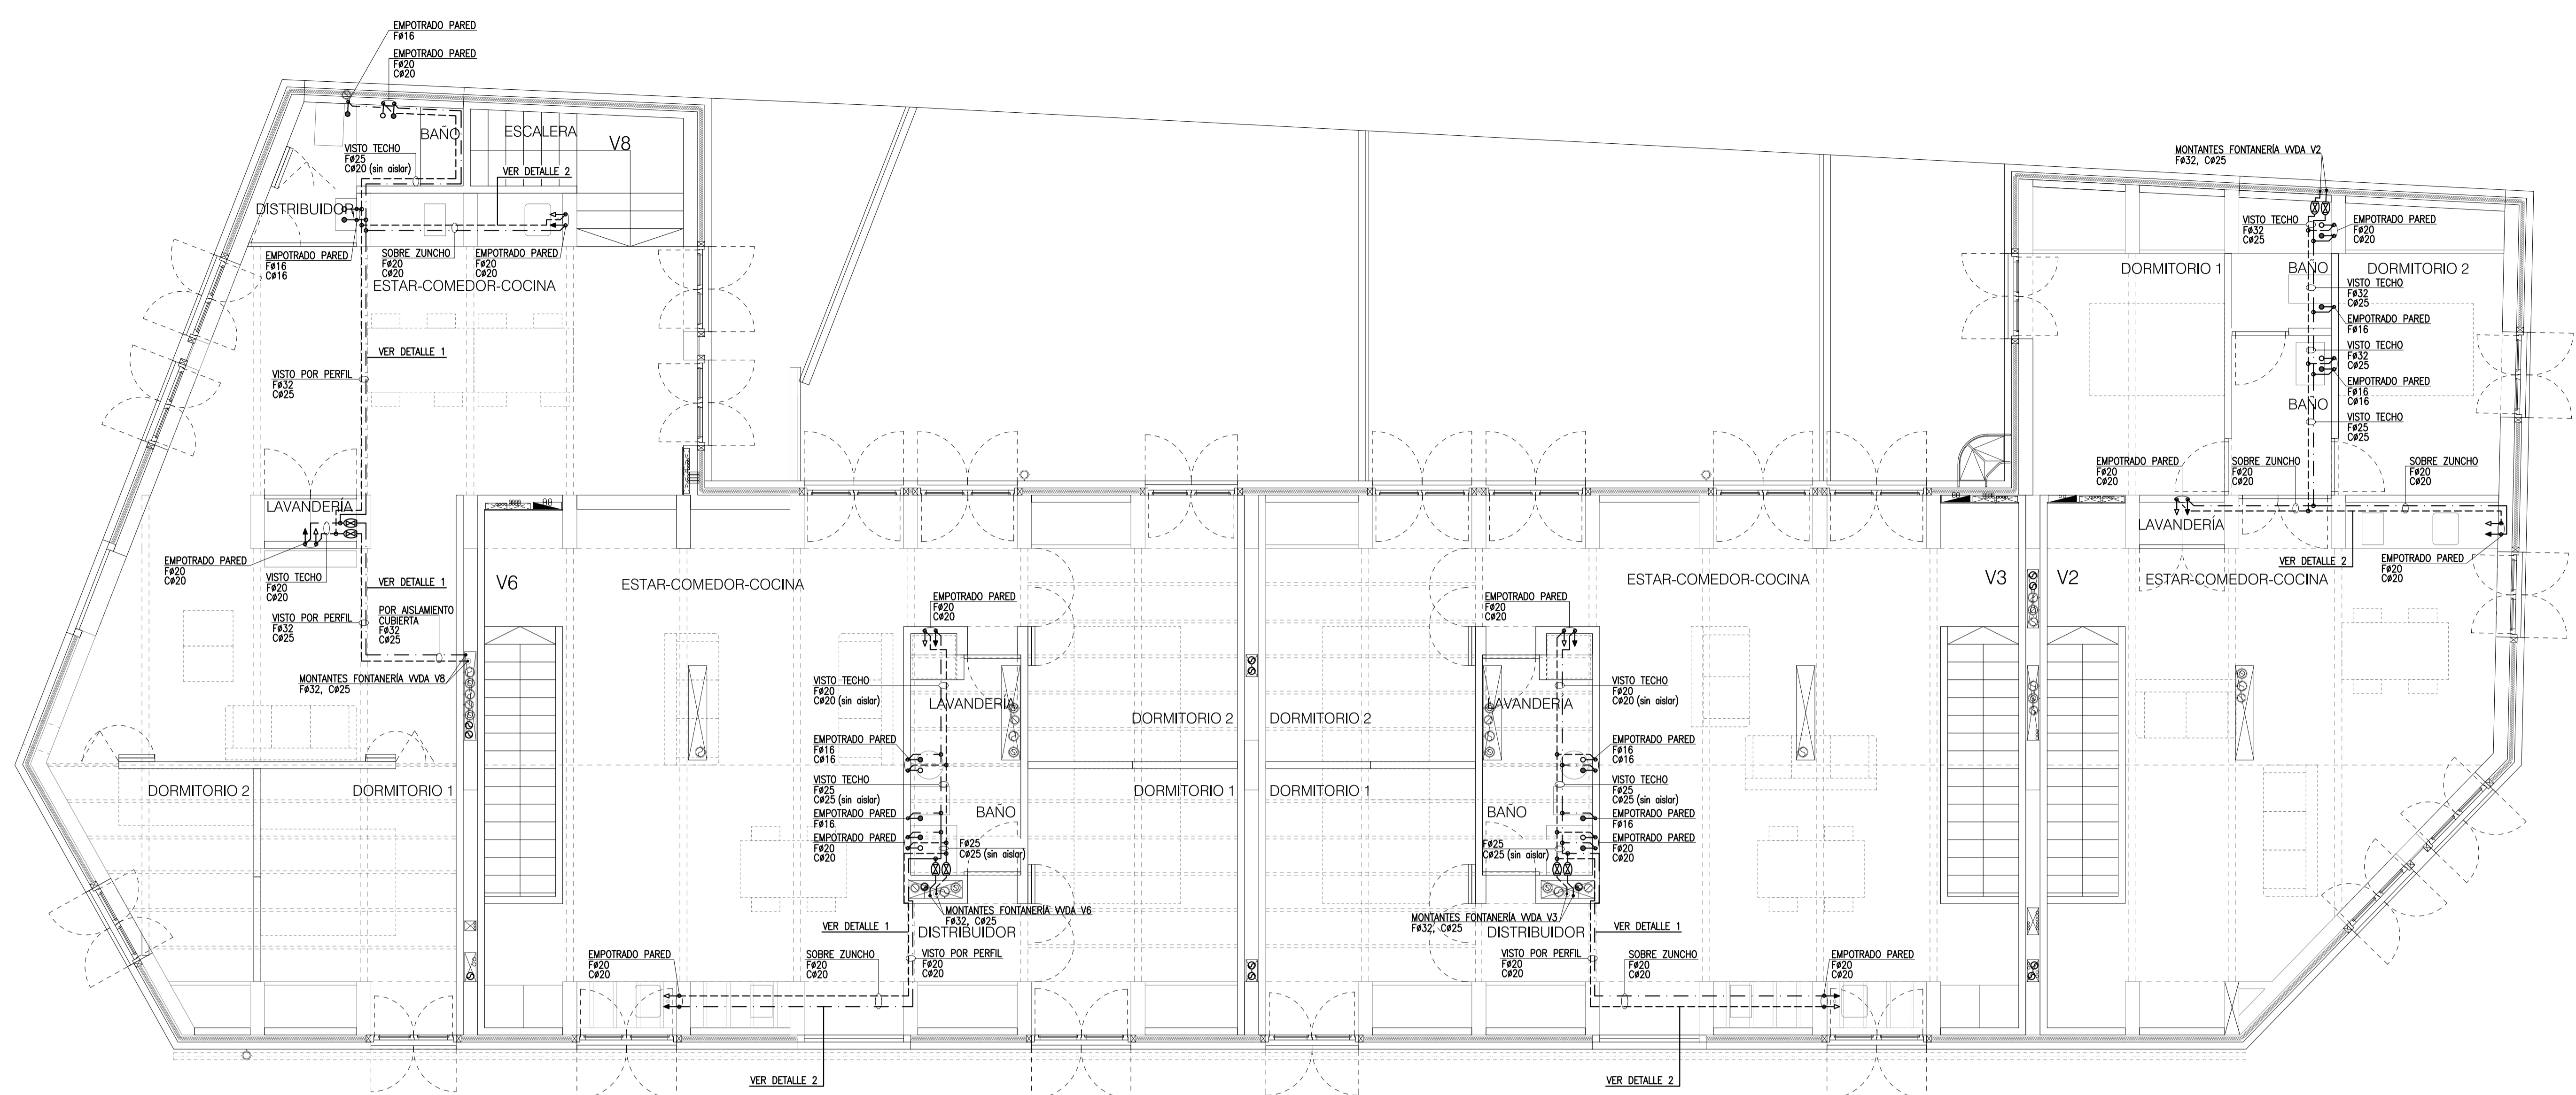 EMPOTRADO PARED
Fø16
EMPOTRADO PARED
Fø20
Cø20
BAÑO
ESCALERA
V8
VISTO TECHO
Fø25
Cø20 (sin aislar)
VER DETALLE 2
DISTRIBUIDOR
EMPOTRADO PARED
Fø16
Cø16
SOBRE ZUNCHO
Fø20
Cø20
EMPOTRADO PARED
Fø20
Cø20
ESTAR-COMEDOR-COCINA
VER DETALLE 1
VISTO POR PERFIL
Fø32
Cø25
LAVANDERÍA
EMPOTRADO PARED
Fø20
Cø20
VISTO TECHO
Fø20
Cø20
VER DETALLE 1
VISTO POR PERFIL
Fø32
Cø25
POR AISLAMIENTO
CUBIERTA
Fø32
Cø25
MONTANTES FONTANERÍA VVDA V8
Fø32, Cø25
DORMITORIO 2
DORMITORIO 1
V6
ESTAR-COMEDOR-COCINA
EMPOTRADO PARED
Fø20
Cø20
VISTO TECHO
Fø20
Cø20 (sin aislar)
LAVANDERÍA
DORMITORIO 2
EMPOTRADO PARED
Fø16
Cø16
VISTO TECHO
Fø25
Cø25 (sin aislar)
EMPOTRADO PARED
Fø16
EMPOTRADO PARED
Fø20
Cø20
BAÑO
DORMITORIO 1
Fø25
Cø25 (sin aislar)
MONTANTES FONTANERÍA VVDA V6
Fø32, Cø25
VER DETALLE 1
DISTRIBUIDOR
EMPOTRADO PARED
Fø20
Cø20
SOBRE ZUNCHO
Fø20
Cø20
VISTO POR PERFIL
Fø20
Cø20
VER DETALLE 2
EMPOTRADO PARED
Fø20
Cø20
ESTAR-COMEDOR-COCINA
V3
VISTO TECHO
Fø20
Cø20 (sin aislar)
DORMITORIO 2
LAVANDERÍA
EMPOTRADO PARED
Fø16
Cø16
VISTO TECHO
Fø25
Cø25 (sin aislar)
DORMITORIO 1
BAÑO
EMPOTRADO PARED
Fø16
EMPOTRADO PARED
Fø20
Cø20
Fø25
Cø25 (sin aislar)
MONTANTES FONTANERÍA VVDA V3
Fø32, Cø25
DISTRIBUIDOR
VER DETALLE 1
VISTO POR PERFIL
Fø20
Cø20
SOBRE ZUNCHO
Fø20
Cø20
EMPOTRADO PARED
Fø20
Cø20
VER DETALLE 2
MONTANTES FONTANERÍA VVDA V2
Fø32, Cø25
VISTO TECHO
Fø32
Cø25
EMPOTRADO PARED
Fø20
Cø20
DORMITORIO 1
BAÑO
DORMITORIO 2
VISTO TECHO
Fø32
Cø25
EMPOTRADO PARED
Fø16
VISTO TECHO
Fø32
Cø25
EMPOTRADO PARED
Fø16
Cø16
BAÑO
VISTO TECHO
Fø25
Cø25
EMPOTRADO PARED
Fø20
Cø20
SOBRE ZUNCHO
Fø20
Cø20
SOBRE ZUNCHO
Fø20
Cø20
LAVANDERÍA
VER DETALLE 2
EMPOTRADO PARED
Fø20
Cø20
V2
ESTAR-COMEDOR-COCINA